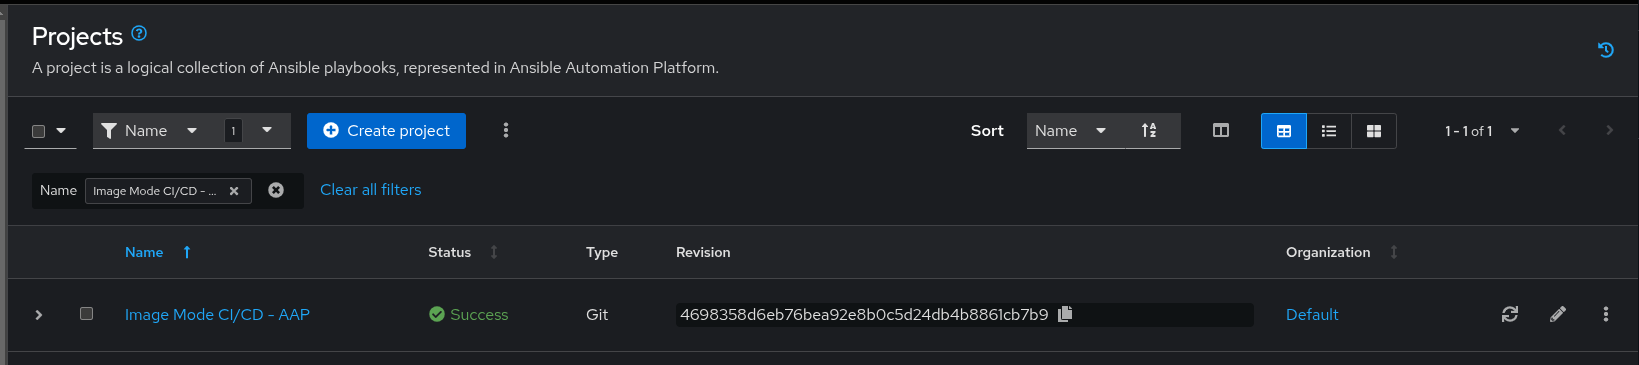 Projects
A project is a logical collection of Ansible playbooks, represented in Ansible Automation Platform.
Name 1 Create project Sort Name 1 - 1 of 1
Name Image Mode CI/CD - ... Clear all filters
Name Status Type Revision Organization
Image Mode CI/CD - AAP Success Git 4698358d6eb76bea92e8b0c5d24db4b8861cb7b9 Default